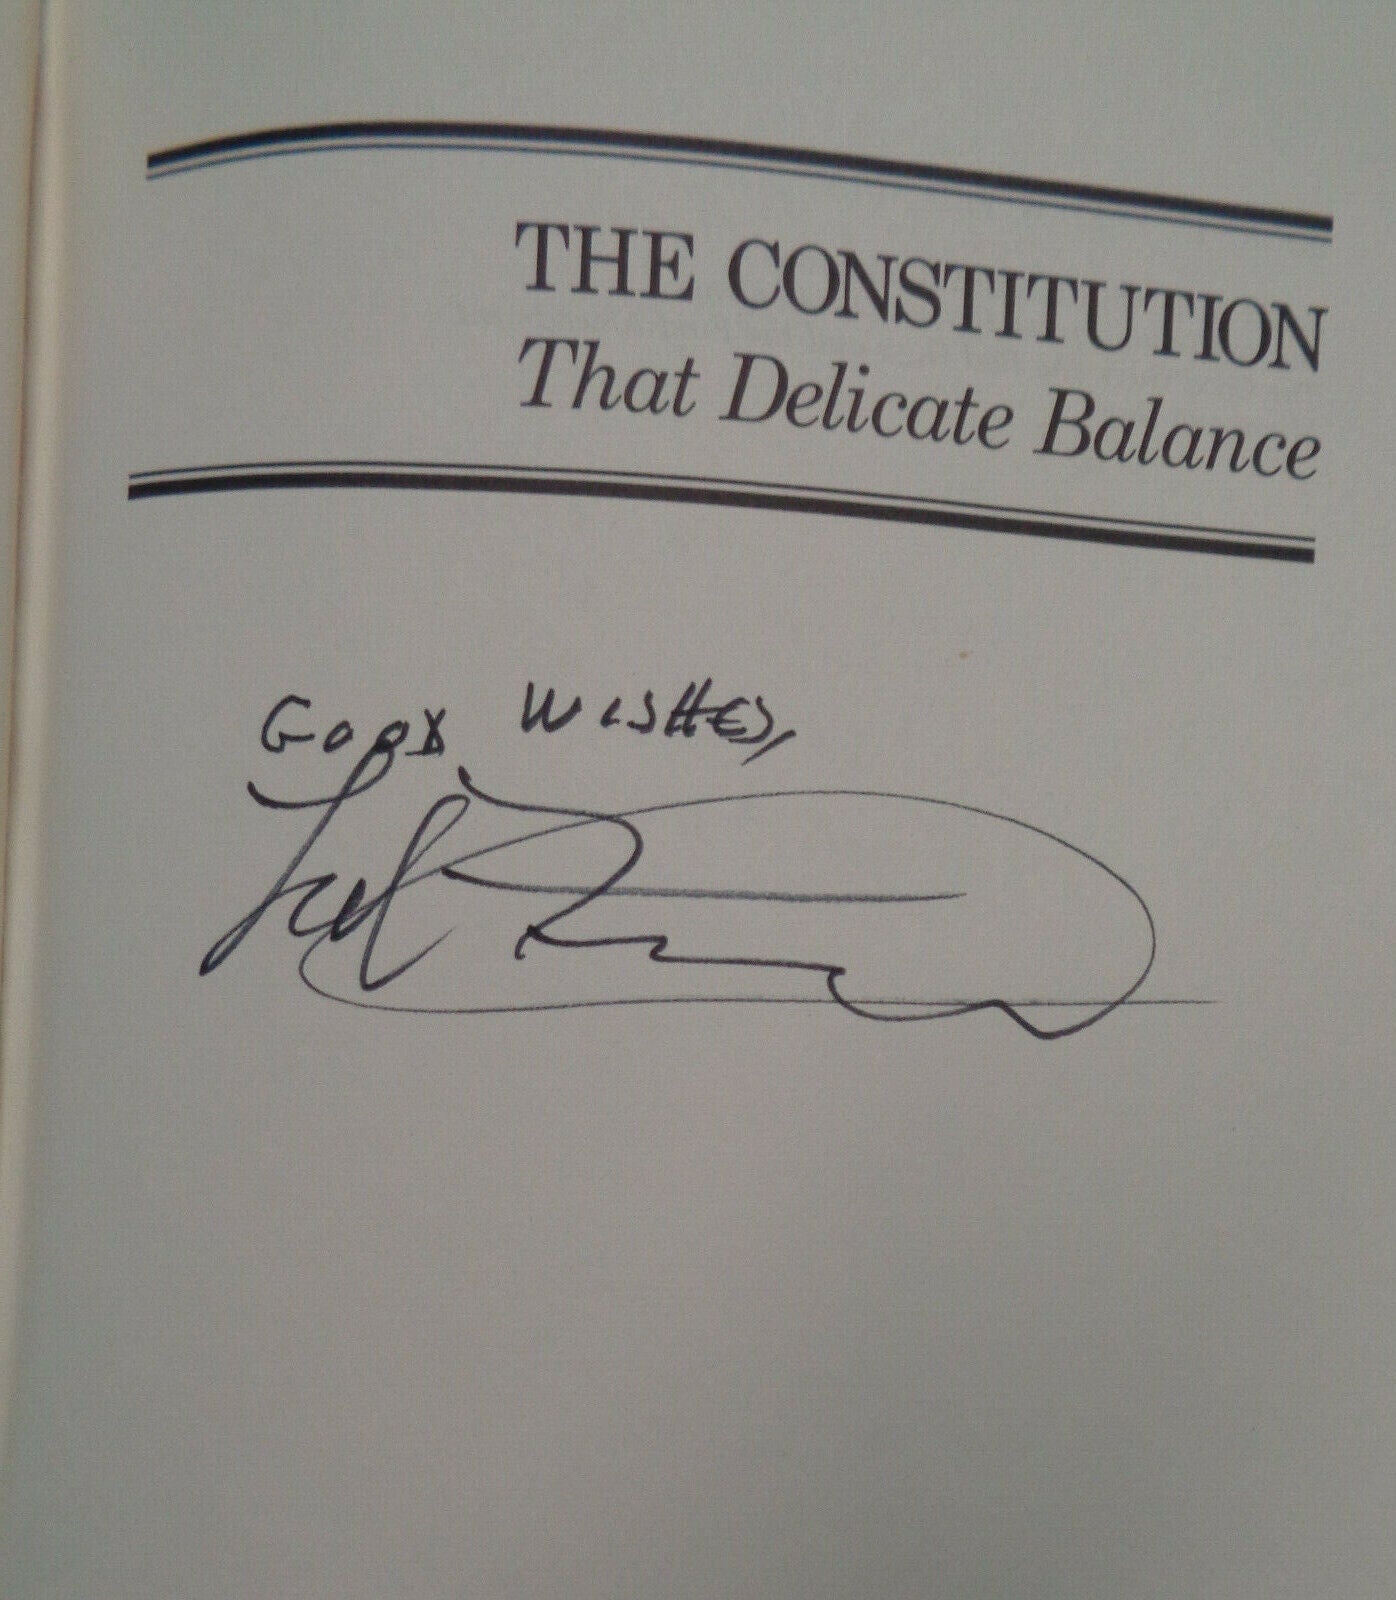 THE CONSTITUTION
That Delicate Balance
Good Wishes,